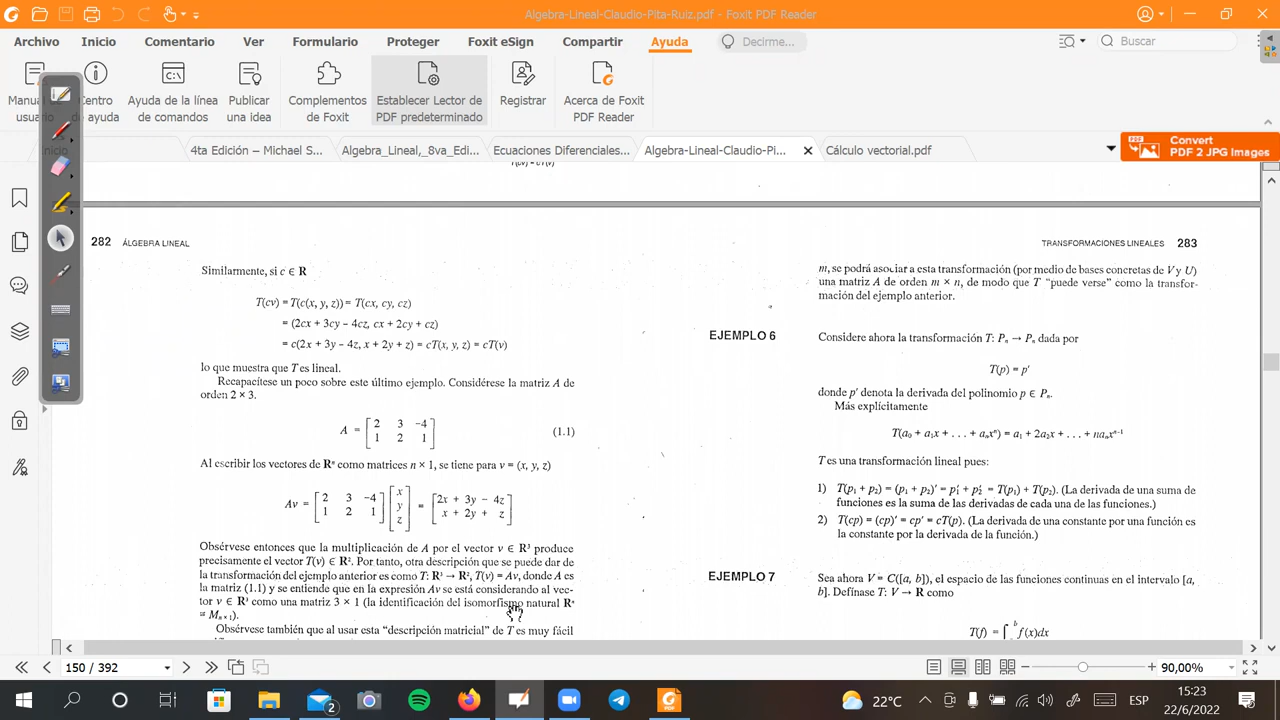 Algebra-Lineal-Claudio-Pita-Ruiz.pdf - Foxit PDF Reader
Archivo Inicio Comentario Ver Formulario Proteger Foxit eSign Compartir Ayuda Decirme... Buscar
Manual de usuario
Centro de ayuda
Ayuda de la línea de comandos
Publicar una idea
Complementos de Foxit
Establecer Lector de PDF predeterminado
Registrar
Acerca de Foxit PDF Reader
Inicio 4ta Edición – Michael S... Algebra_Lineal,_0va_Edi... Ecuaciones Diferenciales... Algebra-Lineal-Claudio-Pi... Cálculo vectorial.pdf
Convert
PDF 2 JPG Images
282 ÁLGEBRA LINEAL
Similarmente, si c ∈ R
T(cv) = T(c(x, y, z)) = T(cx, cy, cz)
= (2cx + 3cy – 4cz, cx + 2cy + cz)
= c(2x + 3y – 4z, x + 2y + z) = cT(x, y, z) = cT(v)
lo que muestra que T es lineal.
Recapacítese un poco sobre este último ejemplo. Considérese la matriz A de
orden 2 × 3.
A = [2 3 -4
1 2 1] (1.1)
Al escribir los vectores de Rⁿ como matrices n × 1, se tiene para v = (x, y, z)
Av = [2 3 -4
1 2 1] [x
y
z] = [2x + 3y – 4z
x + 2y + z]
Obsérvese entonces que la multiplicación de A por el vector v ∈ R³ produce
precisamente el vector T(v) ∈ R². Por tanto, otra descripción que se puede dar de
la transformación del ejemplo anterior es como T: R³ → R², T(v) = Av, donde A es
la matriz (1.1) y se entiende que en la expresión Av se está considerando al vec-
tor v ∈ R³ como una matriz 3 × 1 (la identificación del isomorfismo natural Rⁿ
= Mₙ×₁).
Obsérvese también que al usar esta “descripción matricial” de T es muy fácil
TRANSFORMACIONES LINEALES 283
m, se podrá asociar a esta transformación (por medio de bases concretas de V y U)
una matriz A de orden m × n, de modo que T “puede verse” como la transfor-
mación del ejemplo anterior.
EJEMPLO 6 Considere ahora la transformación T: Pₙ → Pₙ dada por
T(p) = p′
donde p′ denota la derivada del polinomio p ∈ Pₙ.
Más explícitamente
T(a₀ + a₁x + . . . + aₙxⁿ) = a₁ + 2a₂x + . . . + naₙxⁿ⁻¹
T es una transformación lineal pues:
1) T(p₁ + p₂) = (p₁ + p₂)′ = p₁′ + p₂′ = T(p₁) + T(p₂). (La derivada de una suma de
funciones es la suma de las derivadas de cada una de las funciones.)
2) T(cp) = (cp)′ = cp′ = cT(p). (La derivada de una constante por una función es
la constante por la derivada de la función.)
EJEMPLO 7 Sea ahora V = C([a, b]), el espacio de las funciones continuas en el intervalo [a,
b]. Defínase T: V → R como
T(f) = ∫ᵇ f(x)dx
150 / 392
90,00%
2
22°C
ESP
15:23
22/6/2022